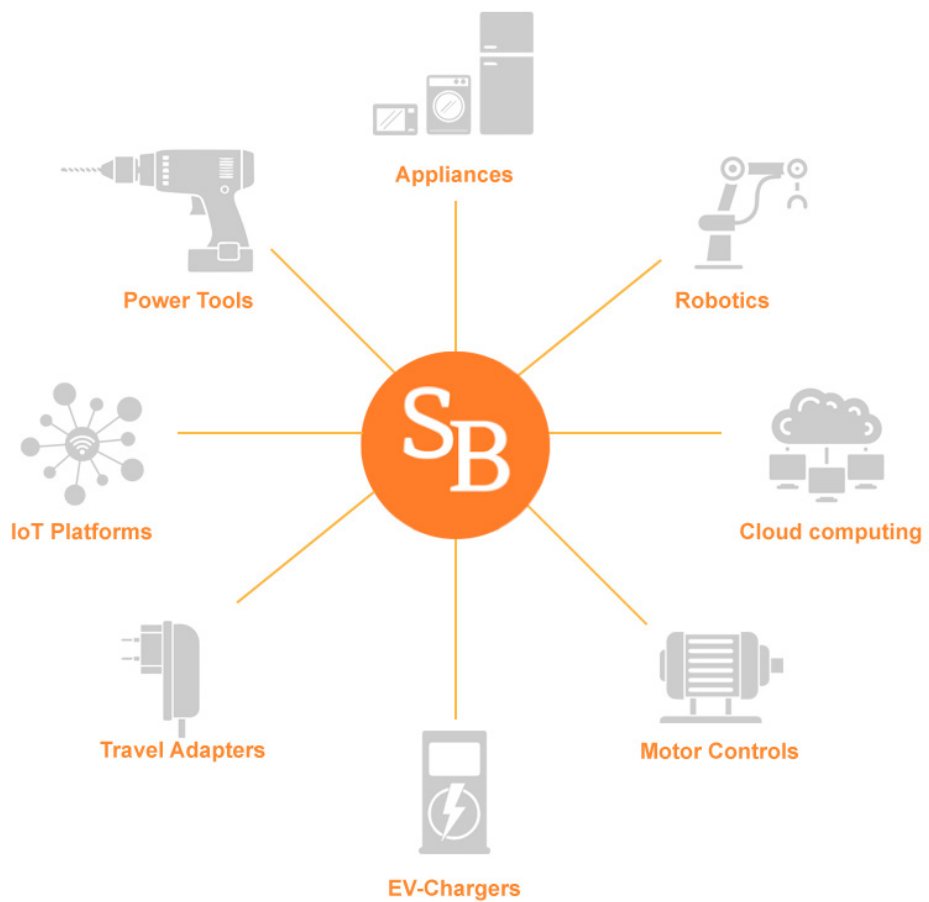 Appliances
Power Tools
Robotics
SB
IoT Platforms
Cloud computing
Travel Adapters
Motor Controls
EV-Chargers